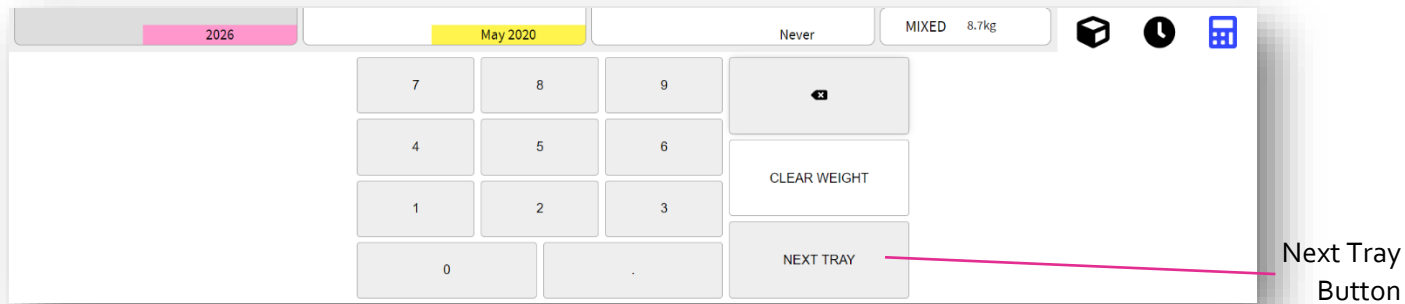 2026 May 2020 Never MIXED 8.7kg
7 8 9
4 5 6
CLEAR WEIGHT
1 2 3
NEXT TRAY
0 .
Next Tray
Button